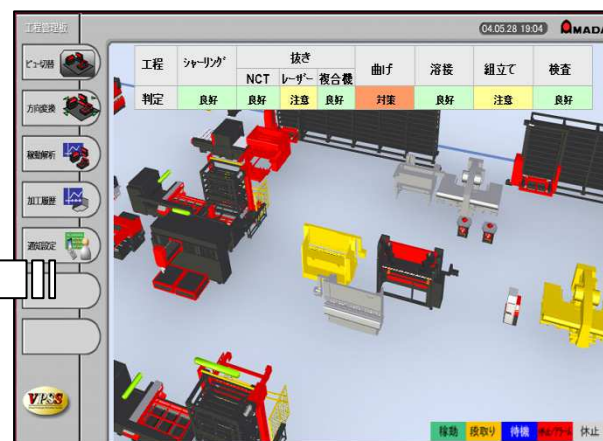 工程管理板
04.05.28 19:04
AMADA
ビュー切替
方向変換
稼動解析
加工履歴
通知設定
工程 シャーリング 抜き 曲げ 溶接 組立て 検査
NCT レーザー 複合機
判定 良好 良好 注意 良好 対策 良好 注意 良好
VPSS
稼動 段取り 待機 休止